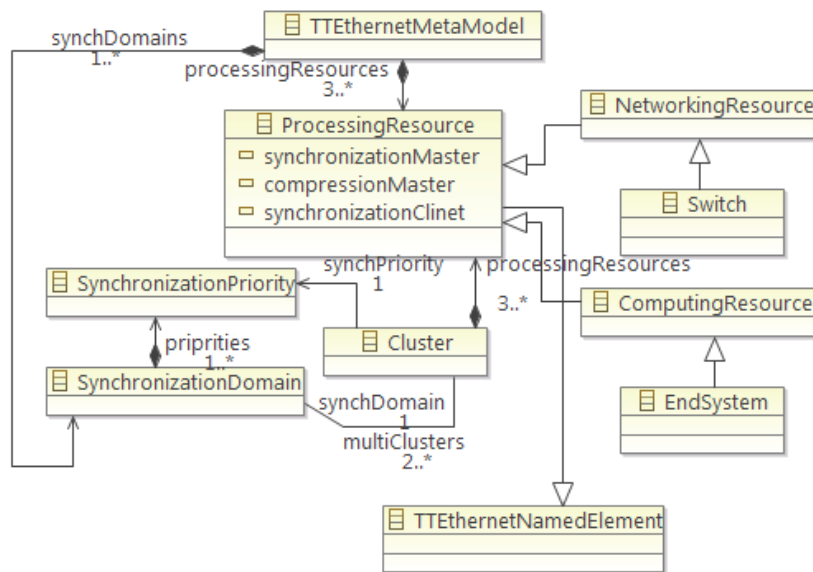 TTEthernetMetaModel
synchDomains
1..*
processingResources
3..*
ProcessingResource
synchronizationMaster
compressionMaster
synchronizationClinet
NetworkingResource
Switch
synchPriority
1
processingResources
3..*
SynchronizationPriority
ComputingResource
Cluster
priprities
1..*
SynchronizationDomain
synchDomain
1
multiClusters
2..*
EndSystem
TTEthernetNamedElement